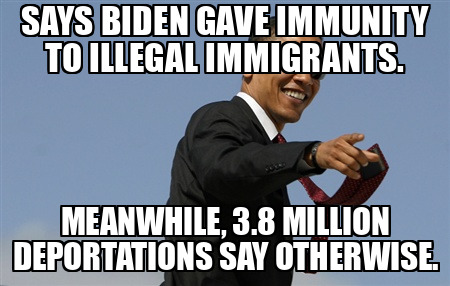 SAYS BIDEN GAVE IMMUNITY
TO ILLEGAL IMMIGRANTS.
MEANWHILE, 3.8 MILLION
DEPORTATIONS SAY OTHERWISE.